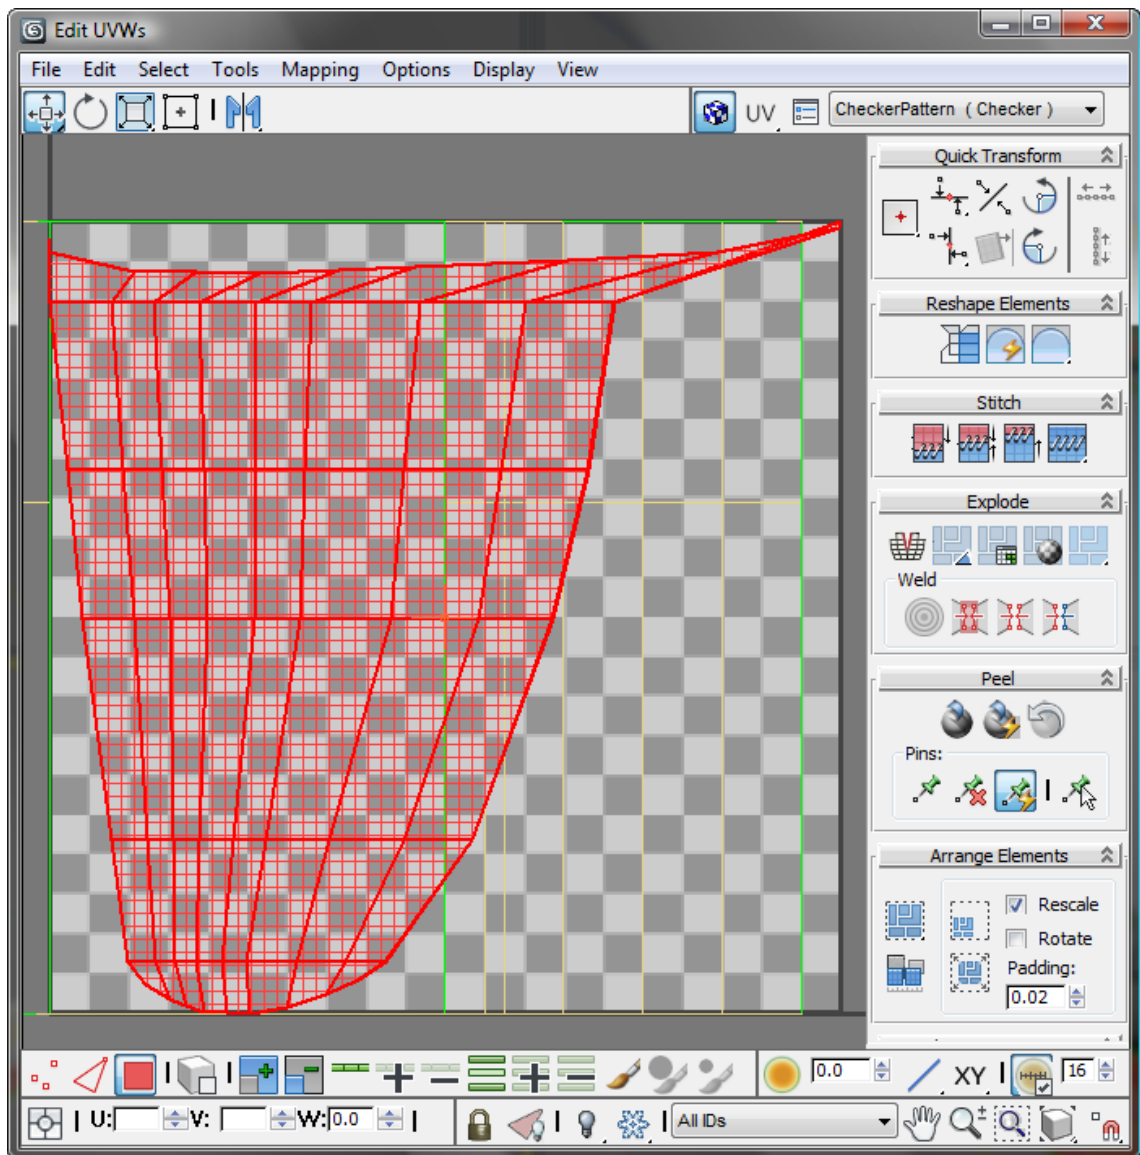 Edit UVWs
File Edit Select Tools Mapping Options Display View
UV CheckerPattern ( Checker )
Quick Transform
Reshape Elements
Stitch
Explode
Weld
Peel
Pins:
Arrange Elements
Rescale
Rotate
Padding:
0.02
0.0 XY 16
U: V: W: 0.0 All IDs